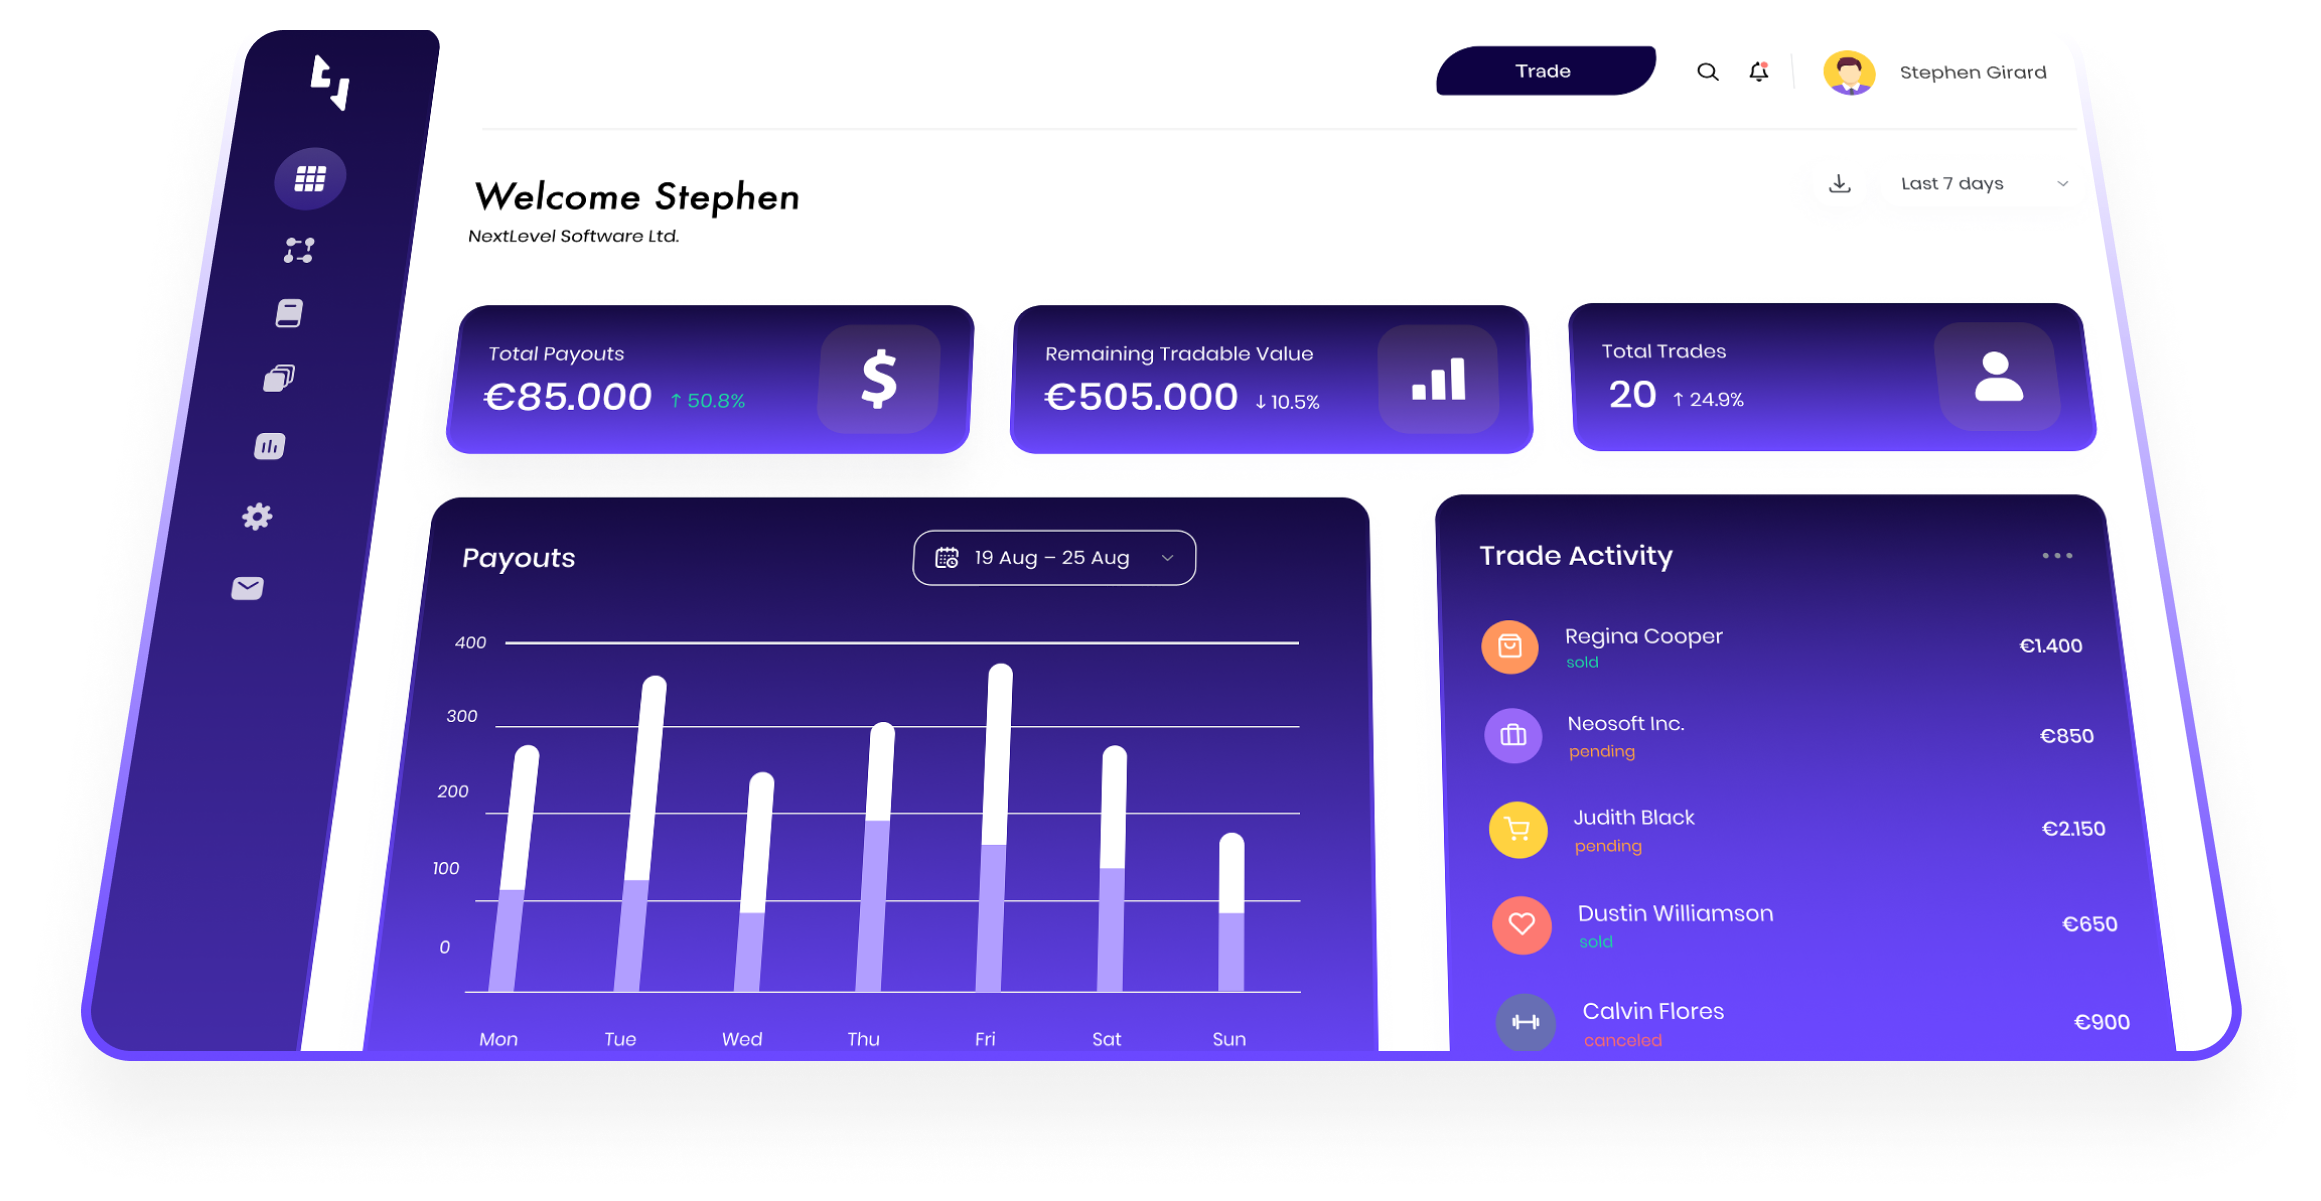 Trade
Stephen Girard
Welcome Stephen
NextLevel Software Ltd.
Last 7 days
Total Payouts
€85.000 ↑ 50.8%
Remaining Tradable Value
€505.000 ↓ 10.5%
Total Trades
20 ↑ 24.9%
Payouts
19 Aug – 25 Aug
400
300
200
100
0
Mon Tue Wed Thu Fri Sat Sun
Trade Activity
Regina Cooper
sold
€1.400
Neosoft Inc.
pending
€850
Judith Black
pending
€2.150
Dustin Williamson
sold
€650
Calvin Flores
canceled
€900